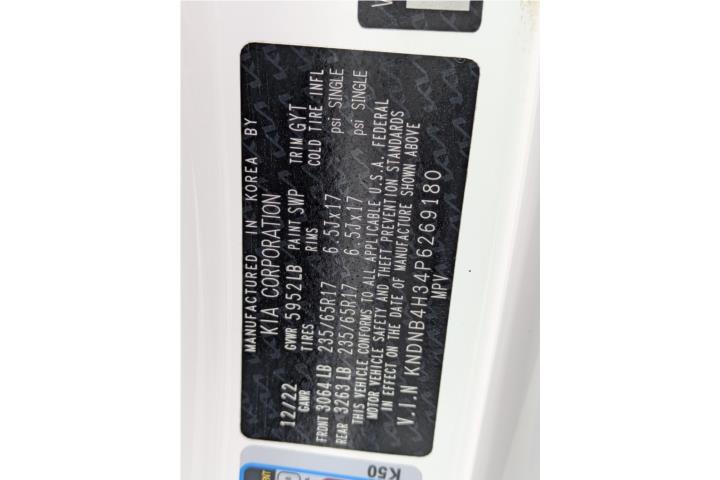 MANUFACTURED IN KOREA BY
KIA CORPORATION
12/22 GVWR 5952LB PAINT SWP TRIM GYT
GAWR TIRES RIMS COLD TIRE INFL
FRONT 3064 LB 235/65R17 6.5Jx17 psi SINGLE
REAR 3263 LB 235/65R17 6.5Jx17 psi SINGLE
THIS VEHICLE CONFORMS TO ALL APPLICABLE U.S.A. FEDERAL
MOTOR VEHICLE SAFETY AND THEFT PREVENTION STANDARDS
IN EFFECT ON THE DATE OF MANUFACTURE SHOWN ABOVE
V.I.N KNDNB4H34P6269180
MPV
K50